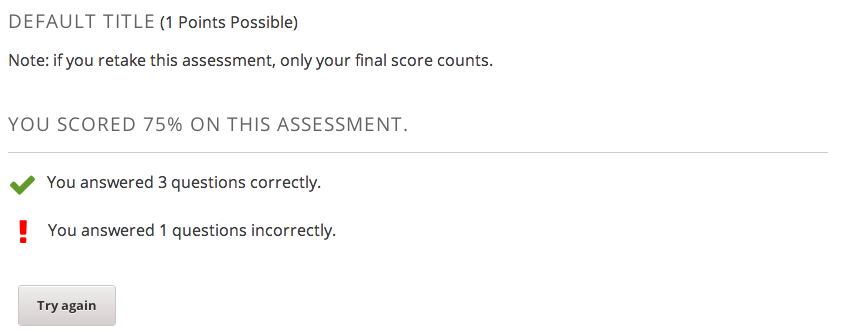 DEFAULT TITLE (1 Points Possible)
Note: if you retake this assessment, only your final score counts.
YOU SCORED 75% ON THIS ASSESSMENT.
You answered 3 questions correctly.
You answered 1 questions incorrectly.
Try again